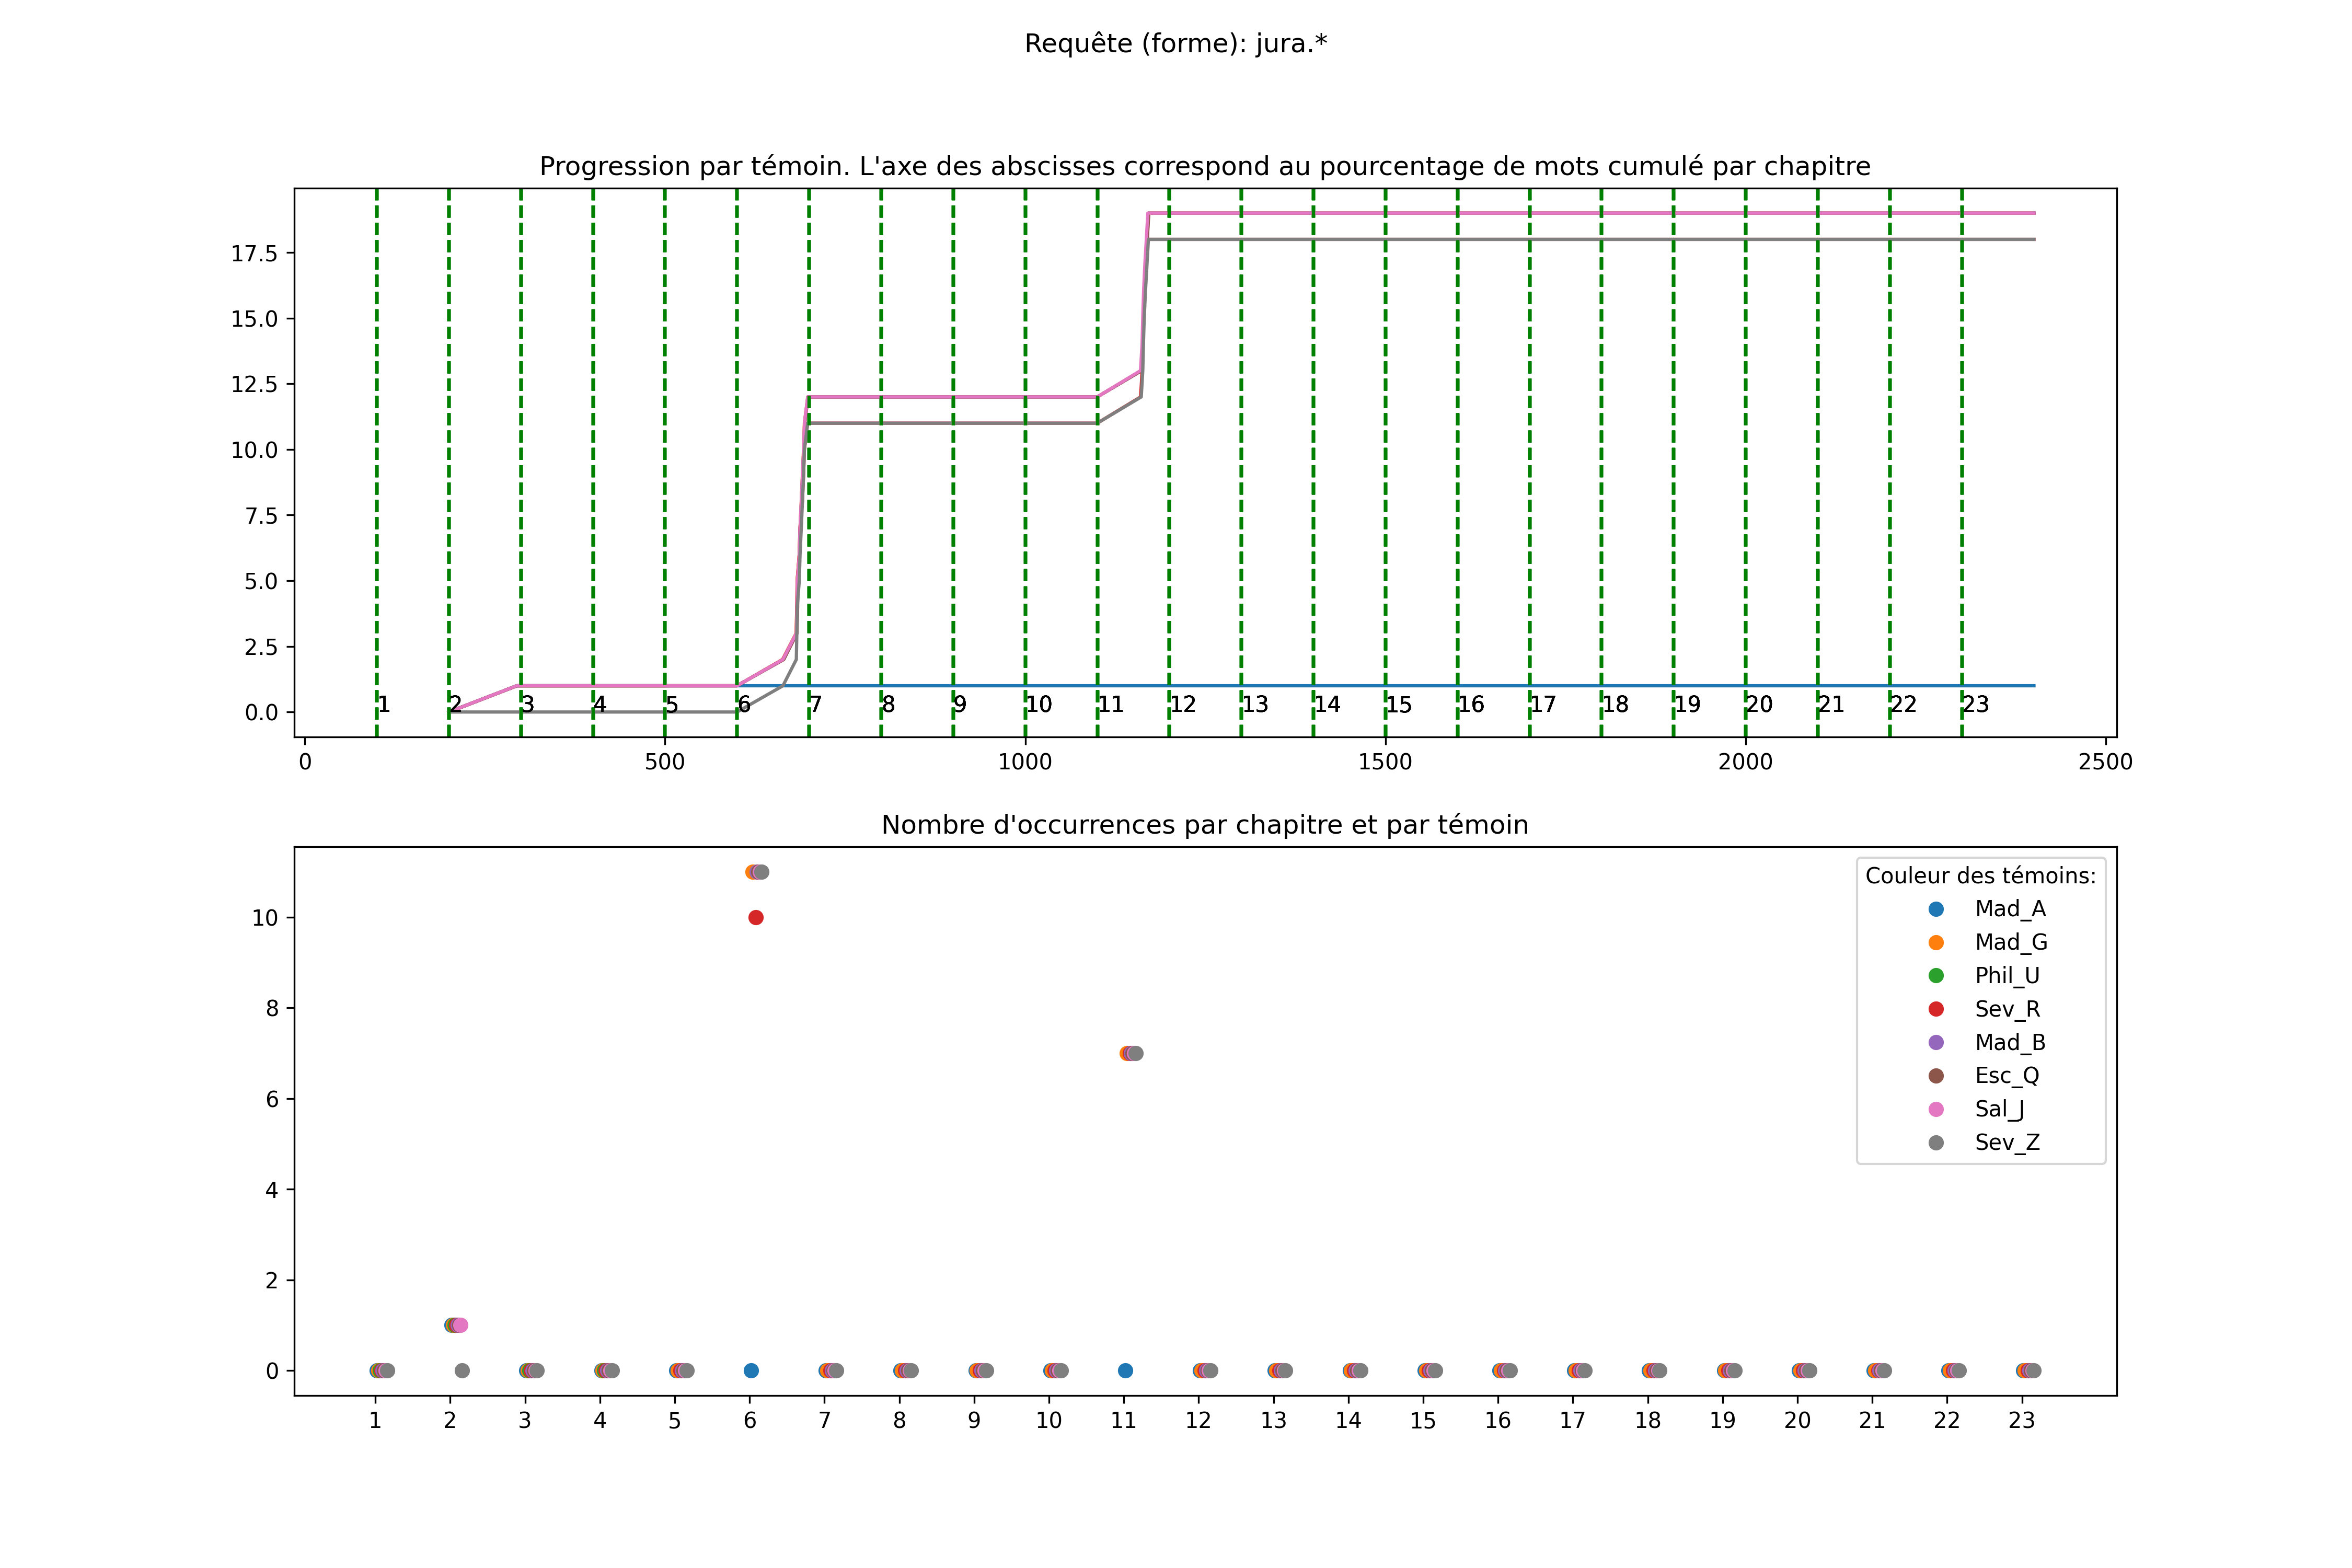 Requête (forme): jura.*
Progression par témoin. L'axe des abscisses correspond au pourcentage de mots cumulé par chapitre
17.5
15.0
12.5
10.0
7.5
5.0
2.5
0.0
1 2 3 4 5 6 7 8 9 10 11 12 13 14 15 16 17 18 19 20 21 22 23
0 500 1000 1500 2000 2500
Nombre d'occurrences par chapitre et par témoin
10
8
6
4
2
0
Couleur des témoins:
Mad_A
Mad_G
Phil_U
Sev_R
Mad_B
Esc_Q
Sal_J
Sev_Z
1 2 3 4 5 6 7 8 9 10 11 12 13 14 15 16 17 18 19 20 21 22 23